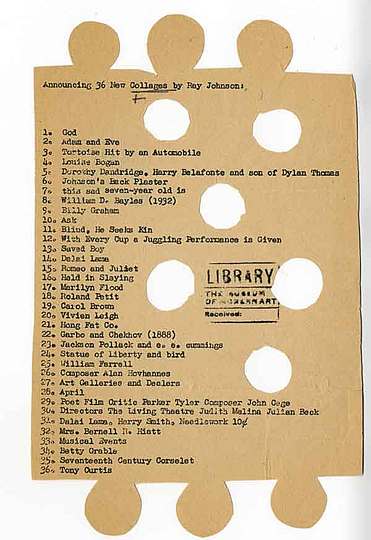 Announcing 36 New Collages by Ray Johnson:
1. God
2. Adam and Eve
3. Tortoise Hit by an Automobile
4. Louise Bogan
5. Dorothy Dandridge, Harry Belafonte and son of Dylan Thomas
6. Johnson's Back Plaster
7. this sad seven-year old is
8. William D. Bayles (1932)
9. Billy Graham
10. Ask
11. Blind, He Seeks Kin
12. With Every Cup a Juggling Performance is Given
13. Saved Boy
14. Dalai Lama
15. Romeo and Juliet
16. Held in Slaying
17. Marilyn Flood
18. Roland Petit
19. Carol Brown
20. Vivien Leigh
21. Hong Fat Co.
22. Garbo and Chekhov (1888)
23. Jackson Pollack and e. e. cummings
24. Statue of liberty and bird
25. William Farrell
26. Composer Alan Hovhannes
27. Art Galleries and Dealers
28. April
29. Poet Film Critic Parker Tyler Composer John Cage
30. Directors The Living Theatre Judith Malina Julian Beck
31. Dalai Lama, Harry Smith, Needlework 10¢
32. Mrs. Bernell N. Hiett
33. Musical Events
34. Betty Grable
35. Seventeenth Century Corselet
36. Tony Curtis
LIBRARY
THE MUSEUM
OF MODERN ART
Received: